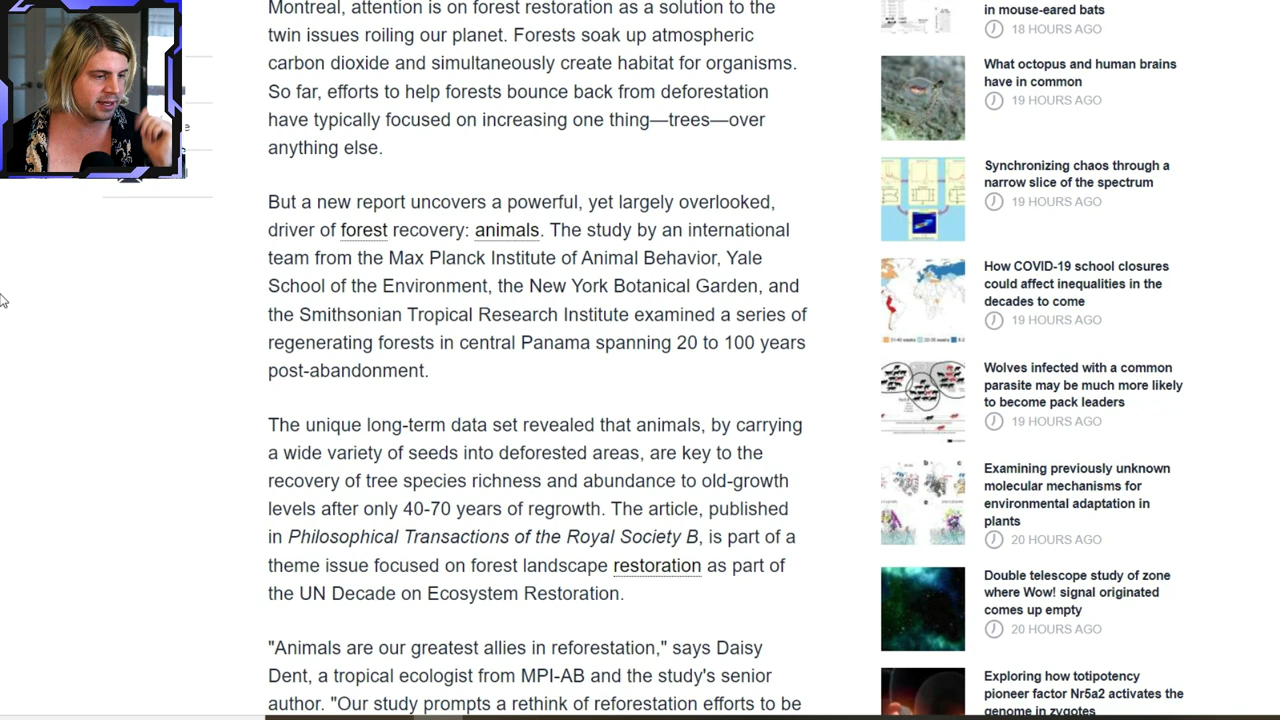 Montreal, attention is on forest restoration as a solution to the
twin issues roiling our planet. Forests soak up atmospheric
carbon dioxide and simultaneously create habitat for organisms.
So far, efforts to help forests bounce back from deforestation
have typically focused on increasing one thing—trees—over
anything else.
But a new report uncovers a powerful, yet largely overlooked,
driver of forest recovery: animals. The study by an international
team from the Max Planck Institute of Animal Behavior, Yale
School of the Environment, the New York Botanical Garden, and
the Smithsonian Tropical Research Institute examined a series of
regenerating forests in central Panama spanning 20 to 100 years
post-abandonment.
The unique long-term data set revealed that animals, by carrying
a wide variety of seeds into deforested areas, are key to the
recovery of tree species richness and abundance to old-growth
levels after only 40-70 years of regrowth. The article, published
in Philosophical Transactions of the Royal Society B, is part of a
theme issue focused on forest landscape restoration as part of
the UN Decade on Ecosystem Restoration.
"Animals are our greatest allies in reforestation," says Daisy
Dent, a tropical ecologist from MPI-AB and the study's senior
author. "Our study prompts a rethink of reforestation efforts to be
in mouse-eared bats
18 HOURS AGO
What octopus and human brains
have in common
19 HOURS AGO
Synchronizing chaos through a
narrow slice of the spectrum
19 HOURS AGO
How COVID-19 school closures
could affect inequalities in the
decades to come
19 HOURS AGO
Wolves infected with a common
parasite may be much more likely
to become pack leaders
19 HOURS AGO
Examining previously unknown
molecular mechanisms for
environmental adaptation in
plants
20 HOURS AGO
Double telescope study of zone
where Wow! signal originated
comes up empty
20 HOURS AGO
Exploring how totipotency
pioneer factor Nr5a2 activates the
genome in zygotes